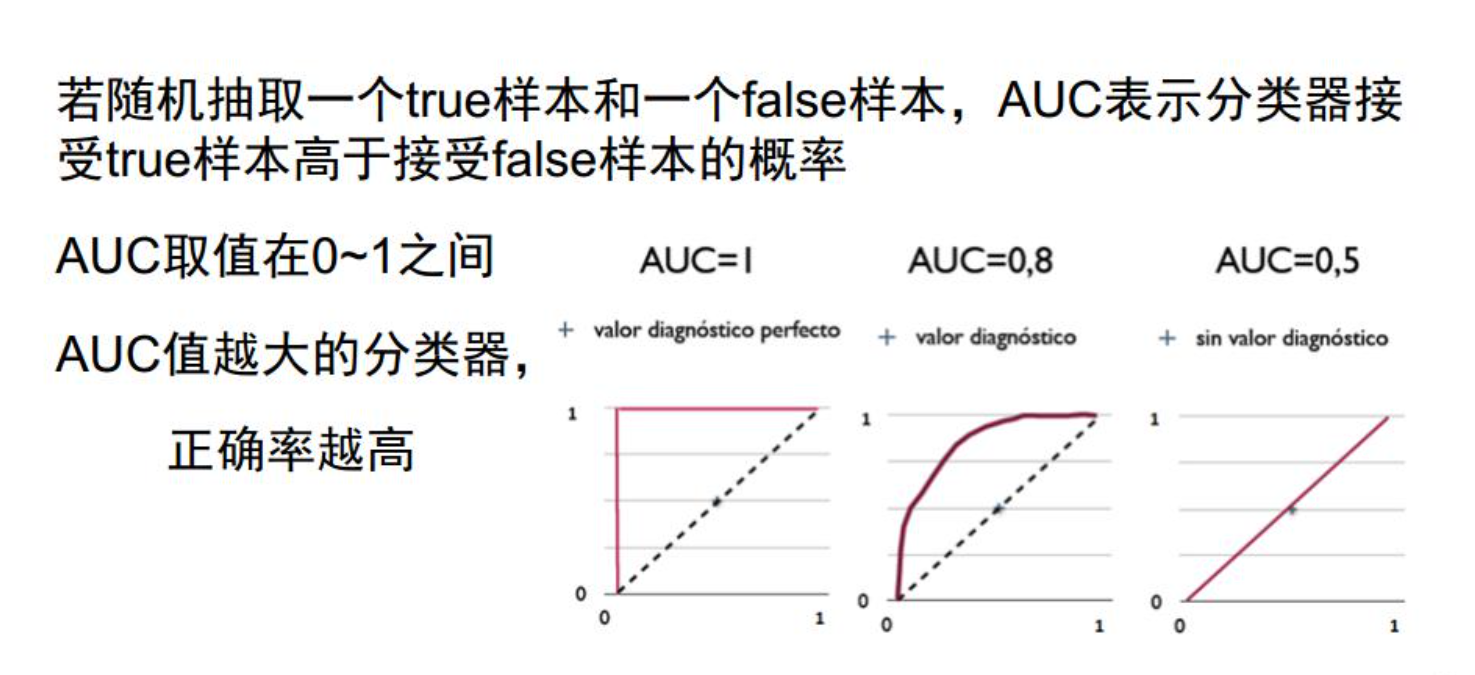 若随机抽取一个true样本和一个false样本，AUC表示分类器接
受true样本高于接受false样本的概率
AUC取值在0~1之间
AUC值越大的分类器，
正确率越高
AUC=1
+ valor diagnóstico perfecto
1
0
0
1
AUC=0,8
+ valor diagnóstico
1
0
0
1
AUC=0,5
+ sin valor diagnóstico
1
0
0
1